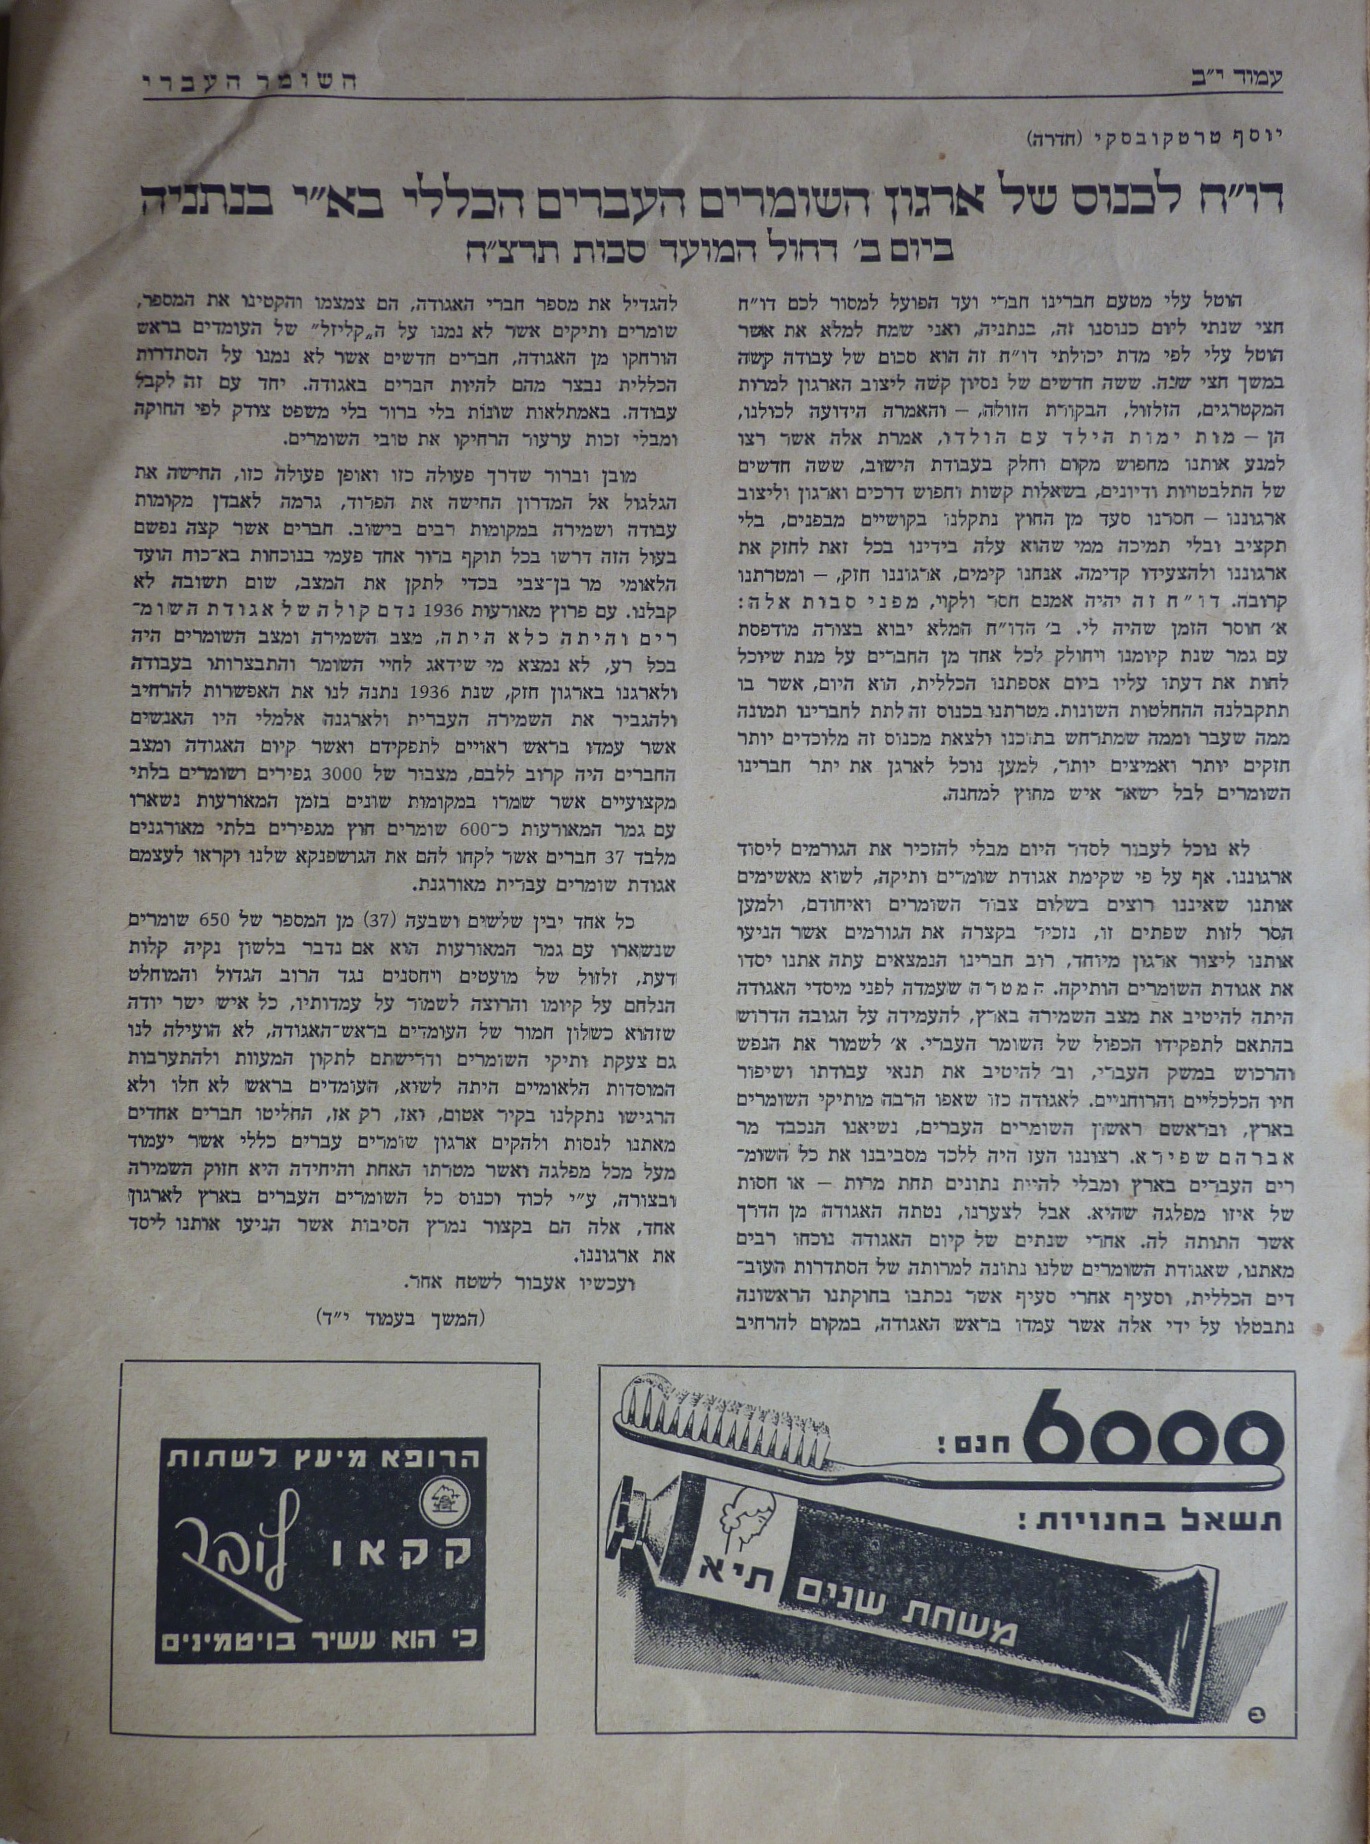 עמוד י״ב
השומר העברי
יוסף טרטקובסקי (חדרה)
דו״ח לכנוס של ארגון השומרים העברים הכללי בא״י בנתניה
ביום ב׳ דחול המועד סכות תרצ״ח
הוטל עלי מטעם חברינו חברי ועד הפועל למסור לכם דו״ח
חצי שנתי ליום כנוסנו זה, בנתניה, ואני שמח למלא את אשר
הוטל עלי לפי מדת יכולתי דו״ח זה הוא סכום של עבודה קשה
במשך חצי שנה. ששה חדשים של נסיון קשה ליצוב הארגון למרות
המקטרגים, הזלזול, הבקורת הזולה, — והאמרה הידועה לכולנו,
הן — מות ימות הילד עם הולדו, אמרת אלה אשר רצו
למנע אותנו מחפוש מקום וחלק בעבודת הישוב, ששה חדשים
של התלבטויות ודיונים, בשאלות קשות וחפוש דרכים וארגון וליצוב
ארגוננו — חסרנו סעד מן החוץ נתקלנו בקושיים מבפנים, בלי
תקציב ובלי תמיכה ממי שהוא עלה בידינו בכל זאת לחזק את
ארגוננו ולהצעידו קדימה. אנחנו קימים, ארגוננו חזק, — ומטרתנו
קרובה. דו״ח זה יהיה אמנם חסר ולקוי, מפני סבות אלה:
א׳ חוסר הזמן שהיה לי. ב׳ הדו״ח המלא יבוא בצורה מודפסת
עם גמר שנת קיומנו ויחולק לכל אחד מן החברים על מנת שיוכל
לחות את דעתו עליו ביום אספתנו הכללית, הוא היום, אשר בו
תתקבלנה ההחלטות השונות. מטרתנו בכנוס זה לתת לחברינו תמונה
ממה שעבר וממה שמתרחש בתוכנו ולצאת מכנוס זה מלוכדים יותר
חזקים יותר ואמיצים יותר, למען נוכל לארגן את יתר חברינו
השומרים לבל ישאר איש מחוץ למחנה.
לא נוכל לעבור לסדר היום מבלי להזכיר את הגורמים ליסוד
ארגוננו. אף על פי שקימת אגודת שומרים ותיקה, לשוא מאשימים
אותנו שאיננו רוצים בשלום צבור השומרים ואיחודם, ולמען
הסר לזות שפתים זו, נזכיר בקצרה את הגורמים אשר הניעו
אותנו ליצור ארגון מיוחד, רוב חברינו הנמצאים עתה אתנו יסדו
את אגודת השומרים הותיקה. המטרה שעמדה לפני מיסדי האגודה
היתה להיטיב את מצב השמירה בארץ, להעמידה על הגובה הדרוש
בהתאם לתפקידו הכפול של השומר העברי. א׳ לשמור את הנפש
והרכוש במשק העברי, וב׳ להיטיב את תנאי עבודתו ושיפור
חיו הכלכליים והרוחניים. לאגודה כזו שאפו הרבה מותיקי השומרים
בארץ, ובראשם ראשון השומרים העברים, נשיאנו הנכבד מר
אברהם שפירא. רצוננו העז היה ללכד מסביבנו את כל השומ־
רים העברים בארץ ומבלי להיות נתונים תחת מרות — או חסות
של איזו מפלגה שהיא. אבל לצערנו, נטתה האגודה מן הדרך
אשר התותה לה. אחרי שנתים של קיום האגודה נוכחו רבים
מאתנו, שאגודת השומרים שלנו נתונה למרותה של הסתדרות העוב־
דים הכללית, וסעיף אחרי סעיף אשר נכתבו בחוקתנו הראשונה
נתבטלו על ידי אלה אשר עמדו בראש האגודה, במקום להרחיב
להגדיל את מספר חברי האגודה, הם צמצמו והקטינו את המספר,
שומרים ותיקים אשר לא נמנו על ה„קליזל״ של העומדים בראש
הורחקו מן האגודה, חברים חדשים אשר לא נמנו על הסתדרות
הכללית נבצר מהם להיות חברים באגודה. יחד עם זה לקבל
עבודה. באמתלאות שונות בלי ברור בלי משפט צודק לפי החוקה
ומבלי זכות ערעור הרחיקו את טובי השומרים.
מובן וברור שדרך פעולה כזו ואופן פעולה כזו, החישה את
הגלגול אל המדרון החישה את הפרוד, גרמה לאבדן מקומות
עבודה ושמירה במקומות רבים בישוב. חברים אשר קצה נפשם
בעול הזה דרשו בכל תוקף ברור אחד פעמי בנוכחות בא־כוח הועד
הלאומי מר בן־צבי בכדי לתקן את המצב, שום תשובה לא
קבלנו. עם פרוץ מאורעות 1936 נדם קולה של אגודת השומ־
רים והיתה כלא היתה, מצב השמירה ומצב השומרים היה
בכל רע, לא נמצא מי שידאג לחיי השומר והתבצרותו בעבודה
ולארגנו בארגון חזק, שנת 1936 נתנה לנו את האפשרות להרחיב
ולהגביר את השמירה העברית ולארגנה אלמלי היו האנשים
אשר עמדו בראש ראויים לתפקידם ואשר קיום האגודה ומצב
החברים היה קרוב ללבם, מצבור של 3000 גפירים ושומרים בלתי
מקצועיים אשר שמרו במקומות שונים בזמן המאורעות נשארו
עם גמר המאורעות כ־600 שומרים חוץ מגפירים בלתי מאורגנים
מלבד 37 חברים אשר לקחו להם את הגושפנקא שלנו וקראו לעצמם
אגודת שומרים עברית מאורגנת.
כל אחד יבין שלשים ושבעה (37) מן המספר של 650 שומרים
שנשארו עם גמר המאורעות הוא אם נדבר בלשון נקיה קלות
דעת, זלזול של מועטים ויחסנים נגד הרוב הגדול והמוחלט
הנלחם על קיומו והרוצה לשמור על עמדותיו, כל איש ישר יודה
שזהוא כשלון חמור של העומדים בראש־האגודה, לא הועילה לנו
גם צעקת ותיקי השומרים ודרישתם לתקון המעוות ולהתערבות
המוסדות הלאומיים היתה לשוא, העומדים בראש לא חלו ולא
הרגישו נתקלנו בקיר אטום, ואז, רק אז, החליטו חברים אחדים
מאתנו לנסות ולהקים ארגון שומרים עברים כללי אשר יעמוד
מעל מכל מפלגה ואשר מטרתו האחת והיחידה היא חזוק השמירה
ובצורה, ע״י לכוד וכנוס כל השומרים העברים בארץ לארגון
אחד, אלה הם בקצור נמרץ הסיבות אשר הניעו אותנו ליסד
את ארגוננו.
ועכשיו אעבור לשטח אחר.
(המשך בעמוד י״ד)
6000 חנם!
תשאל בחנויות!
תיא
משחת שנים
ב
הרופא מיעץ לשתות
קקאו לובר
כי הוא עשיר בויטמינים